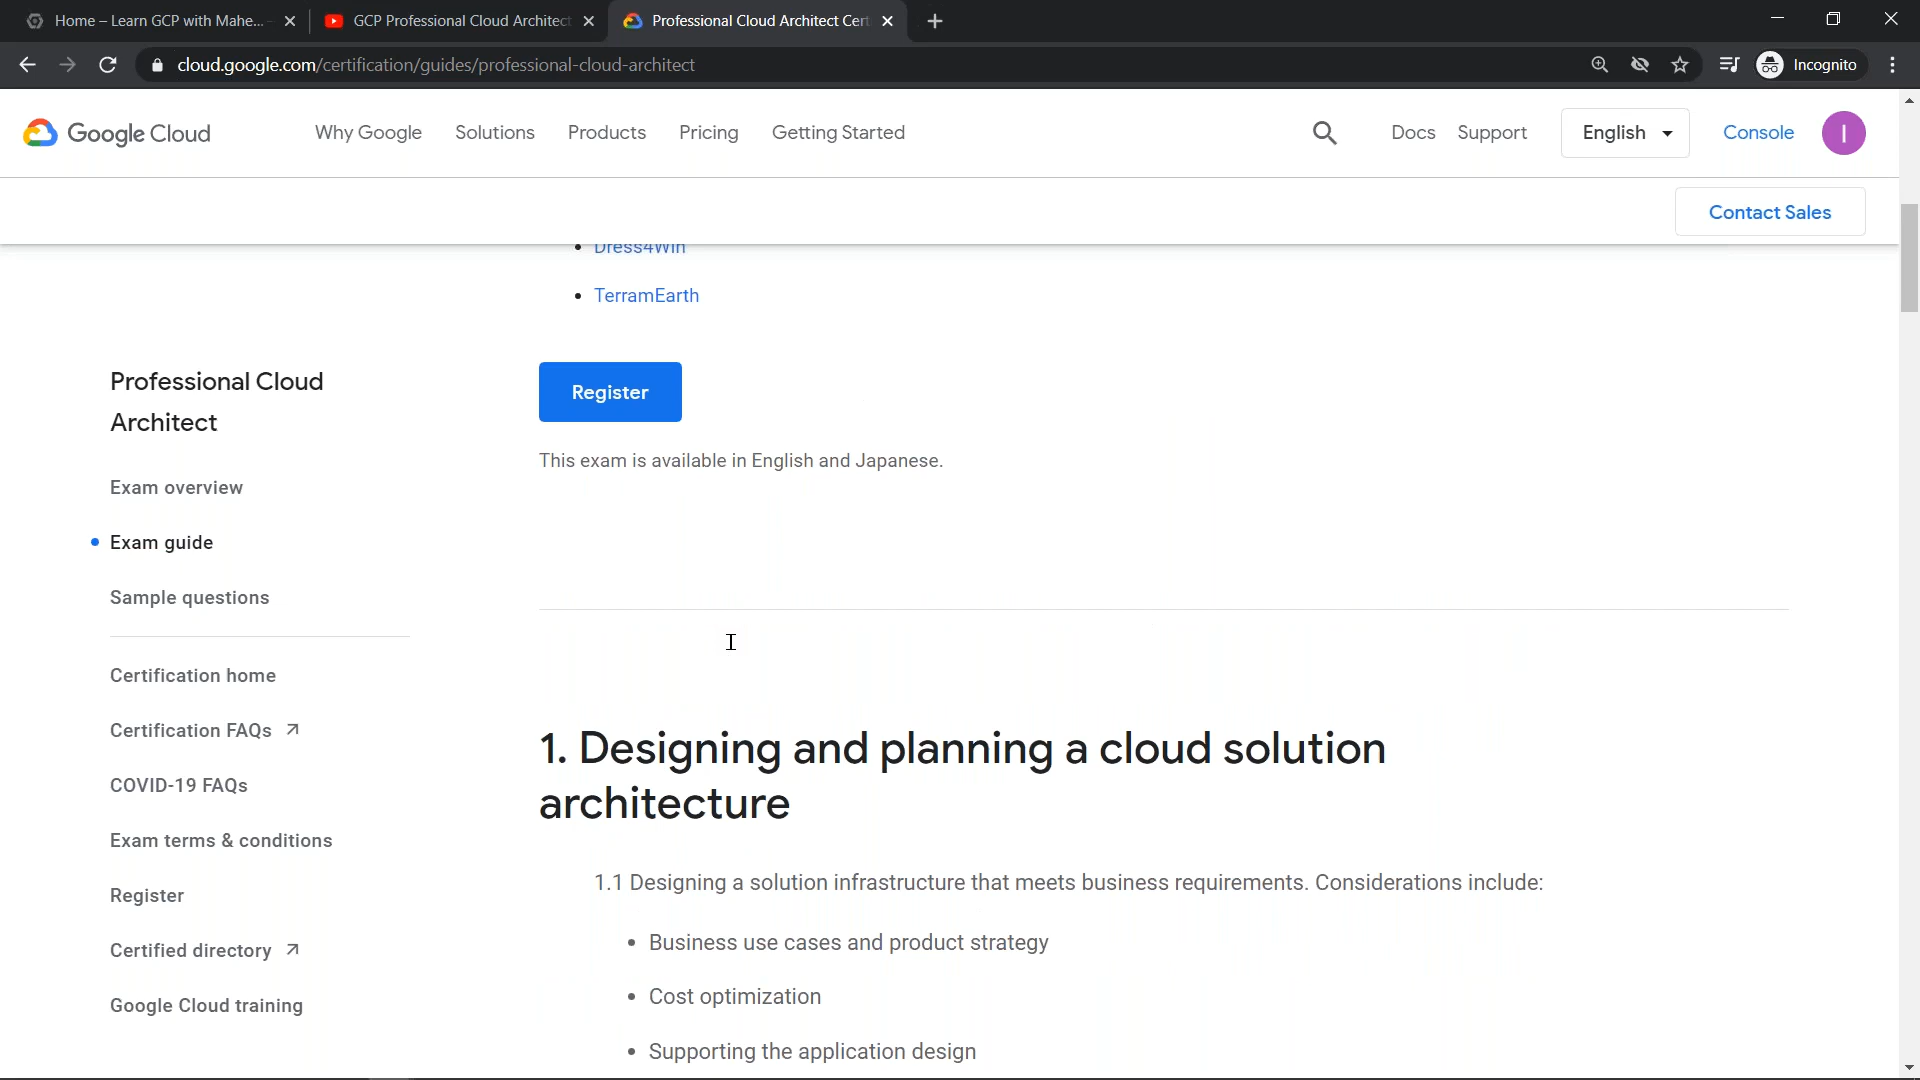 Home – Learn GCP with Mahe...
GCP Professional Cloud Architect
Professional Cloud Architect Cert
cloud.google.com/certification/guides/professional-cloud-architect
Incognito
Google Cloud
Why Google
Solutions
Products
Pricing
Getting Started
Docs
Support
English
Console
I
Contact Sales
Dress4Win
TerramEarth
Professional Cloud
Architect
Exam overview
Exam guide
Sample questions
Certification home
Certification FAQs
COVID-19 FAQs
Exam terms & conditions
Register
Certified directory
Google Cloud training
Register
This exam is available in English and Japanese.
1. Designing and planning a cloud solution
architecture
1.1 Designing a solution infrastructure that meets business requirements. Considerations include:
• Business use cases and product strategy
• Cost optimization
• Supporting the application design